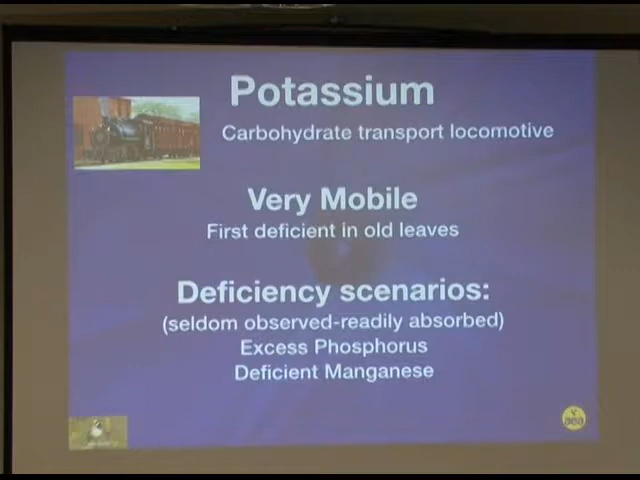 Potassium
Carbohydrate transport locomotive
Very Mobile
First deficient in old leaves
Deficiency scenarios:
(seldom observed-readily absorbed)
Excess Phosphorus
Deficient Manganese
aea